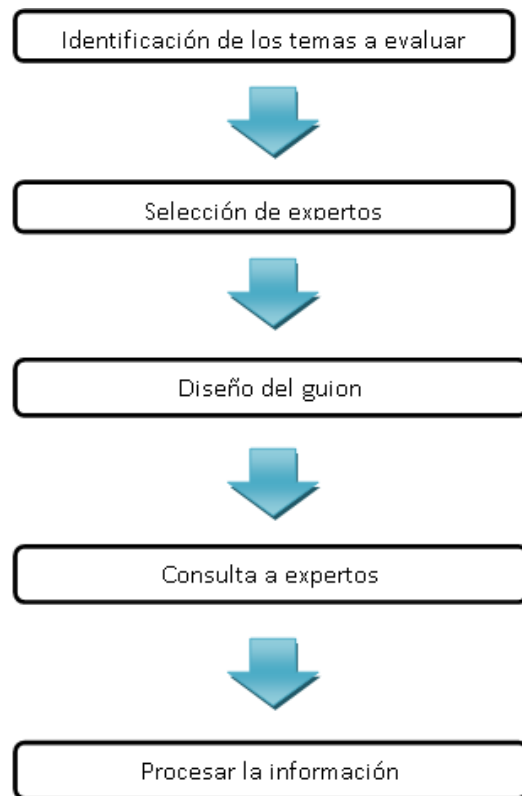 Identificación de los temas a evaluar
Selección de expertos
Diseño del guion
Consulta a expertos
Procesar la información